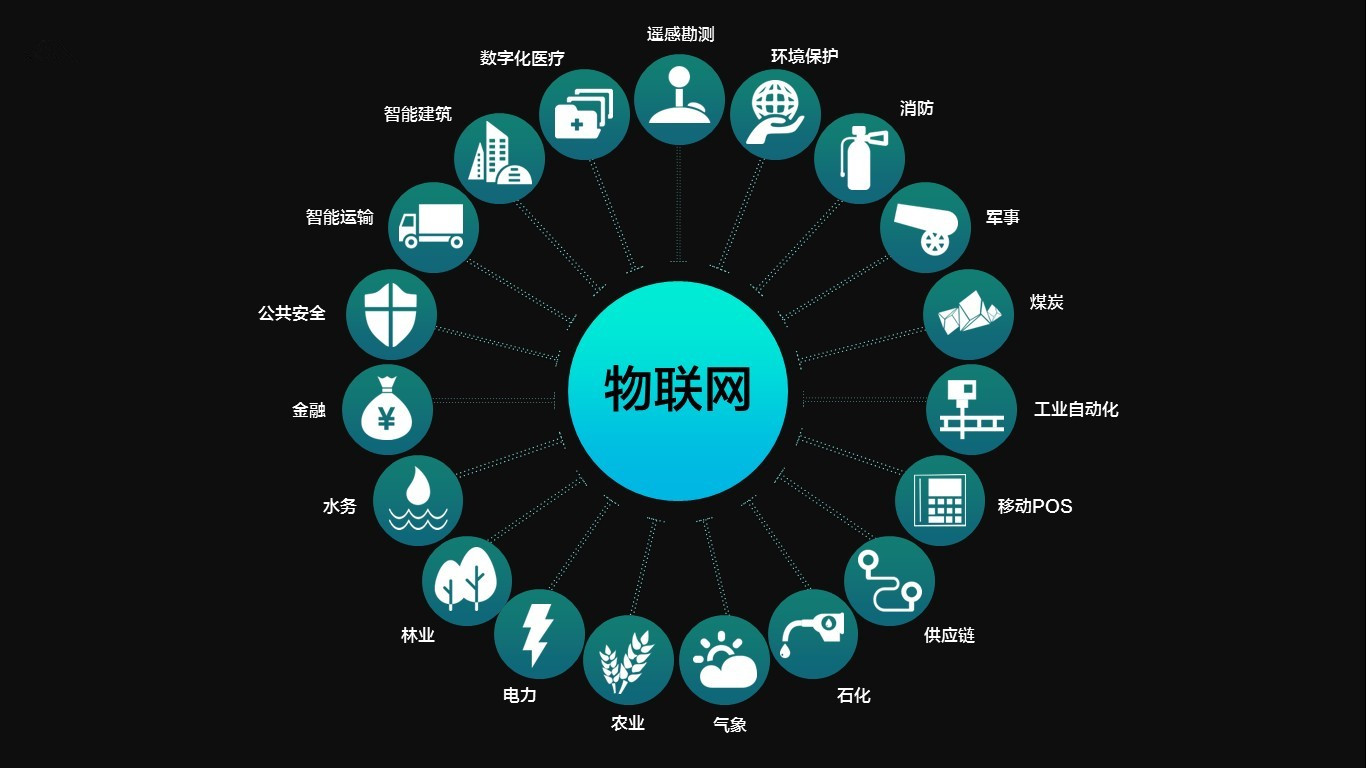 遥感勘测
环境保护
消防
军事
煤炭
工业自动化
移动POS
供应链
石化
气象
农业
电力
林业
水务
金融
¥
公共安全
智能运输
智能建筑
数字化医疗
物联网